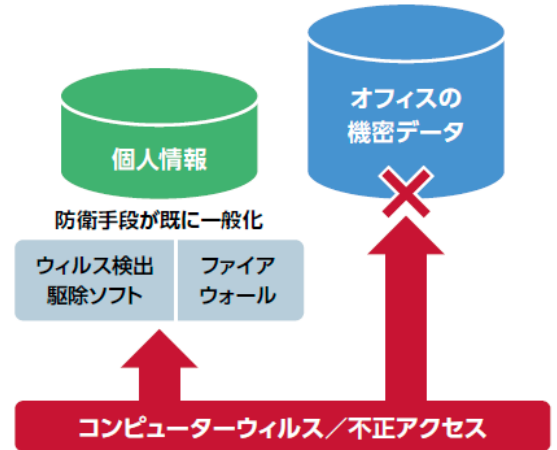 オフィスの
機密データ
個人情報
防衛手段が既に一般化
ウィルス検出
駆除ソフト
ファイア
ウォール
コンピューターウィルス／不正アクセス